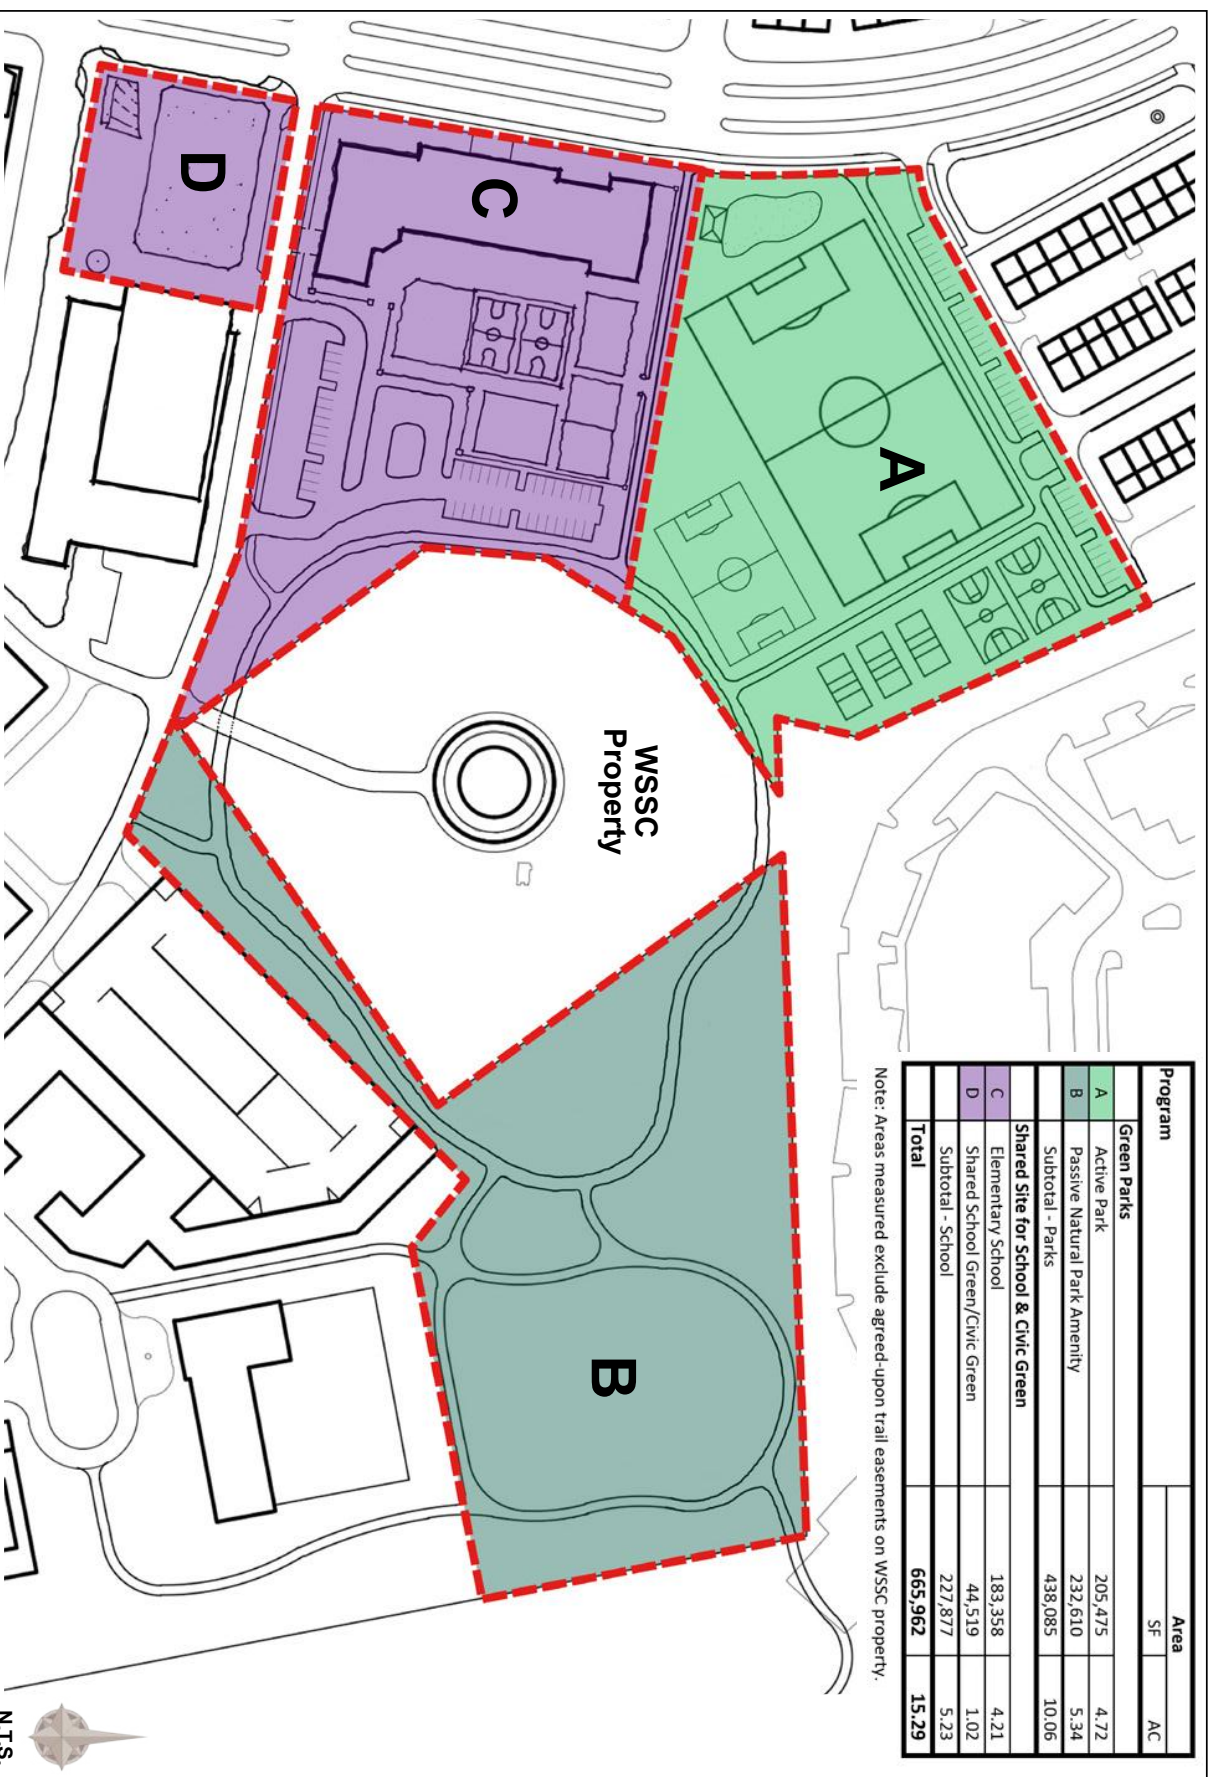 D
C
A
WSSC
Property
B
Program
Area
SF AC
Green Parks
A Active Park 205,475 4.72
B Passive Natural Park Amenity 232,610 5.34
Subtotal - Parks 438,085 10.06
Shared Site for School & Civic Green
C Elementary School 183,358 4.21
D Shared School Green/Civic Green 44,519 1.02
Subtotal - School 227,877 5.23
Total 665,962 15.29
Note: Areas measured exclude agreed-upon trail easements on WSSC property.
N.T.S.